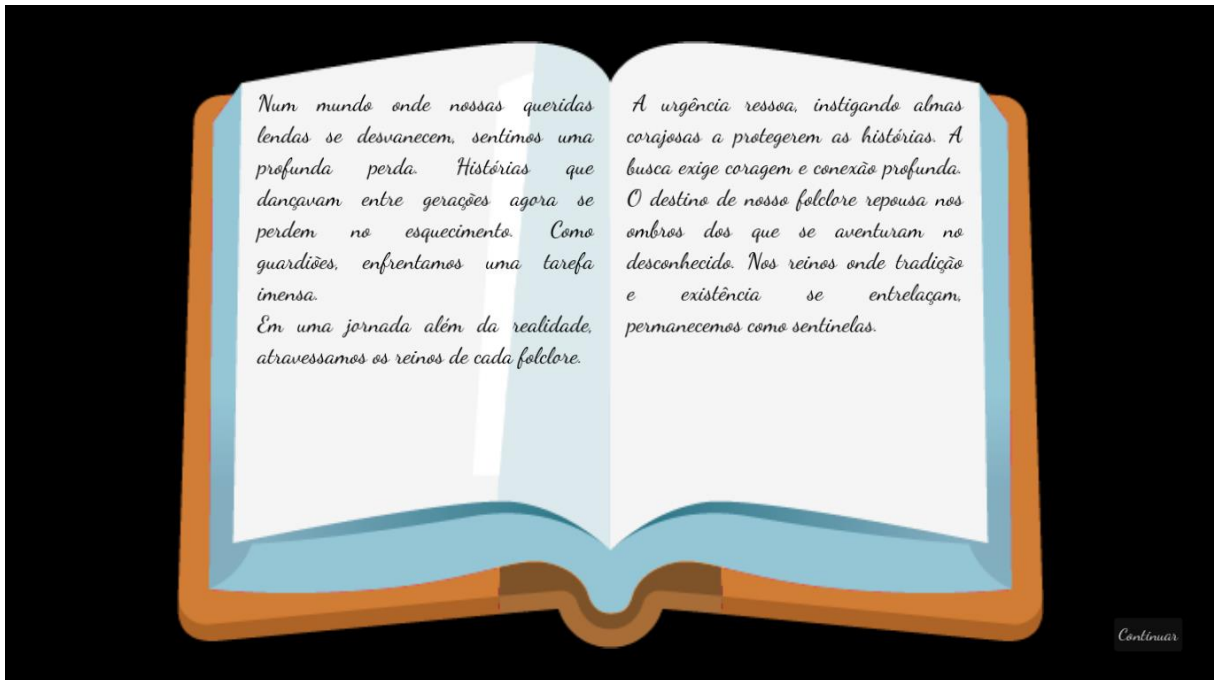 Num mundo onde nossas queridas
lendas se desvanecem, sentimos uma
profunda perda. Histórias que
dançavam entre gerações agora se
perdem no esquecimento. Como
guardiões, enfrentamos uma tarefa
imensa.
Em uma jornada além da realidade,
atravessamos os reinos de cada folclore.
A urgência ressoa, instigando almas
corajosas a protegerem as histórias. A
busca exige coragem e conexão profunda.
O destino de nosso folclore repousa nos
ombros dos que se aventuram no
desconhecido. Nos reinos onde tradição
e existência se entrelaçam,
permanecemos como sentinelas.
Continuar